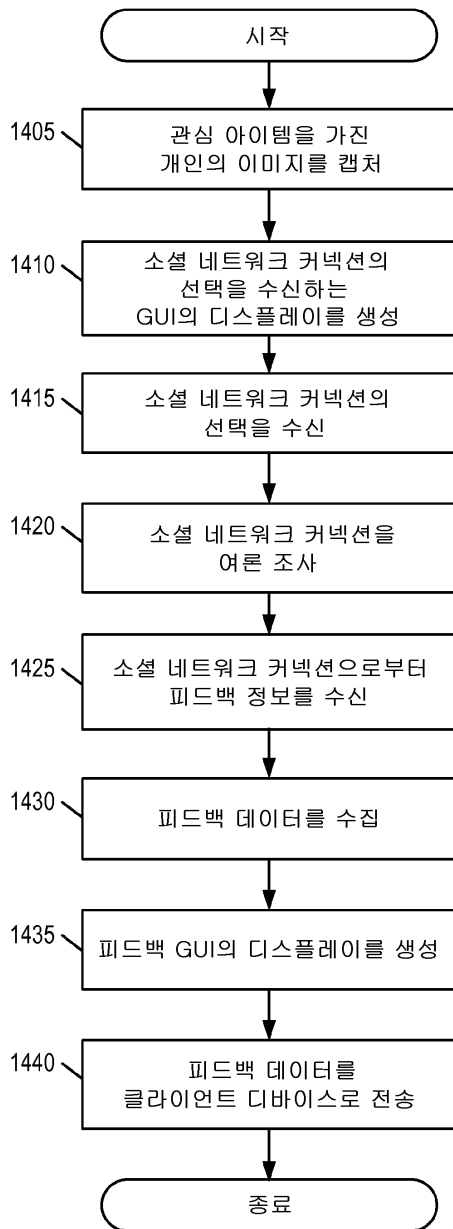 시작
1405
관심 아이템을 가진
개인의 이미지를 캡처
1410
소셜 네트워크 커넥션의
선택을 수신하는
GUI의 디스플레이를 생성
1415
소셜 네트워크 커넥션의
선택을 수신
1420
소셜 네트워크 커넥션을
여론 조사
1425
소셜 네트워크 커넥션으로부터
피드백 정보를 수신
1430
피드백 데이터를 수집
1435
피드백 GUI의 디스플레이를 생성
1440
피드백 데이터를
클라이언트 디바이스로 전송
종료